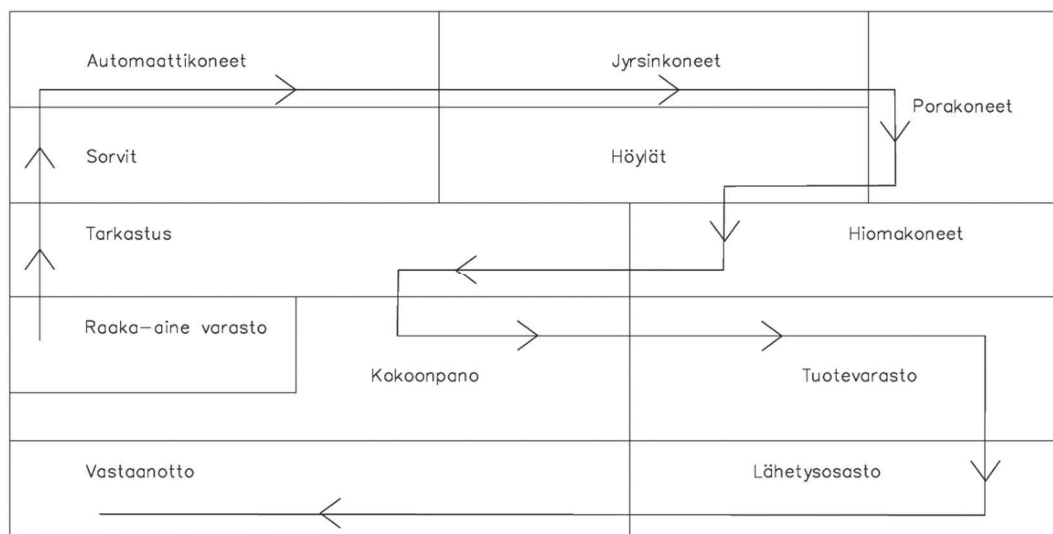 Automaattikoneet
Jyrsinkoneet
Porakoneet
Sorvit
Höylät
Tarkastus
Hiomakoneet
Raaka-aine varasto
Kokoonpano
Tuotevarasto
Vastaanotto
Lähetysosasto